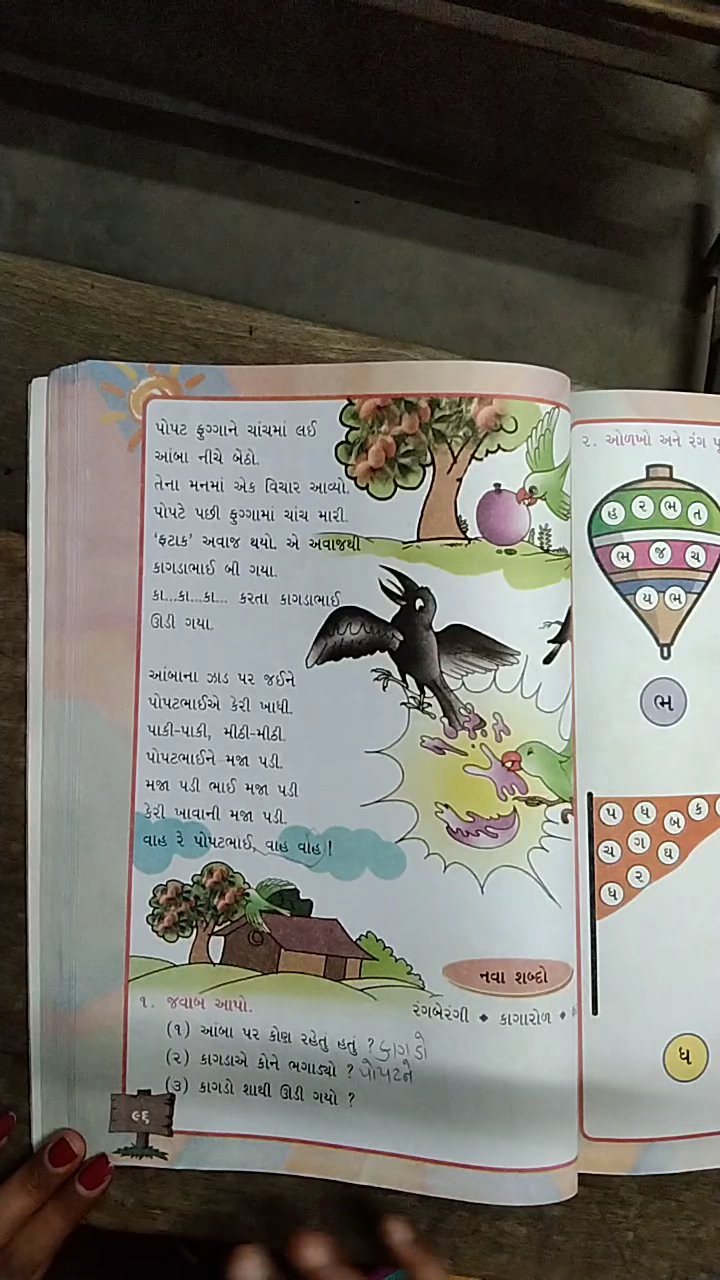 પોપટ ફુગ્ગાને ચાંચમાં લઈ
આંબા નીચે બેઠો.
તેના મનમાં એક વિચાર આવ્યો.
પોપટે પછી ફુગ્ગામાં ચાંચ મારી.
‘ફટાક’ અવાજ થયો. એ અવાજથી
કાગડાભાઈ બી ગયા.
કા...કા...કા... કરતા કાગડાભાઈ
ઊડી ગયા.
આંબાના ઝાડ પર જઈને
પોપટભાઈએ કેરી ખાધી.
પાકી-પાકી, મીઠી-મીઠી.
પોપટભાઈને મજા પડી.
મજા પડી ભાઈ મજા પડી
કેરી ખાવાની મજા પડી.
વાહ રે પોપટભાઈ, વાહ વાહ !
નવા શબ્દો
રંગબેરંગી ◆ કાગારોળ ◆
૧. જવાબ આપો.
(૧) આંબા પર કોણ રહેતું હતું ? કાગડો
(૨) કાગડાએ કોને ભગાડ્યો ? પોપટને
(૩) કાગડો શાથી ઊડી ગયો ?
૯૬
૨. ઓળખો અને રંગ
હ ર ભ ત
ભ જ ચ
ય ભ
ભ
પ ધ બ ક
ચ ગ ઘ
ધ ર
ધ